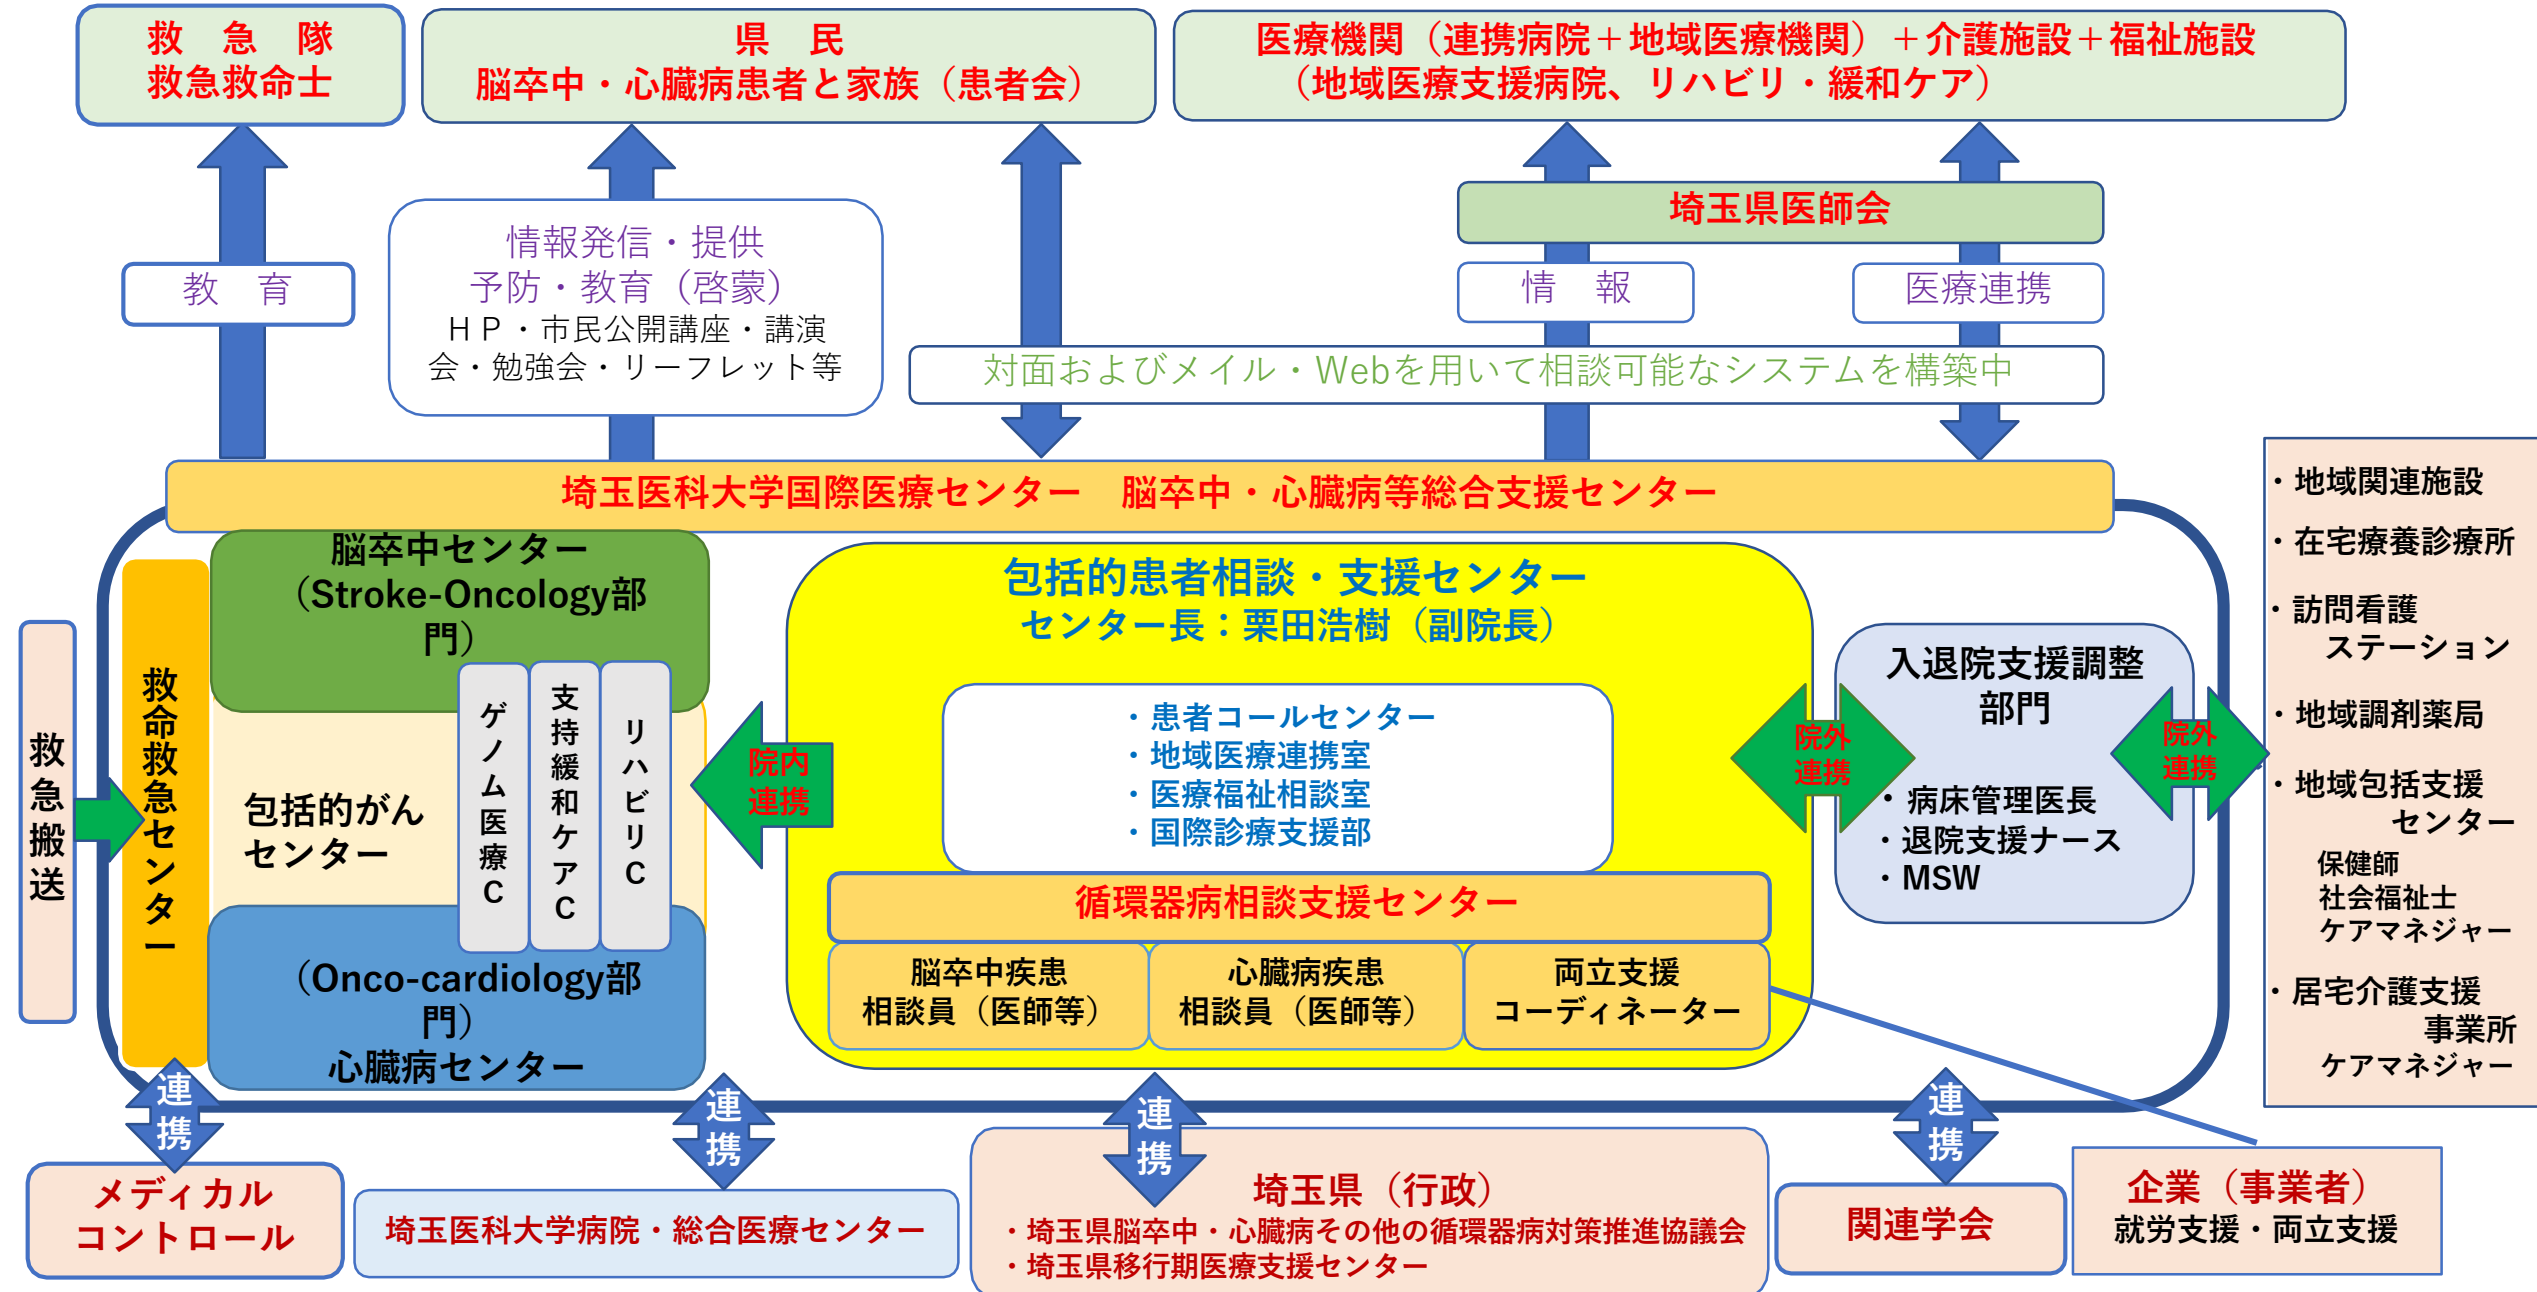 救　急　隊
救急救命士
県　民
脳卒中・心臓病患者と家族（患者会）
医療機関（連携病院＋地域医療機関）＋介護施設＋福祉施設
（地域医療支援病院、リハビリ・緩和ケア）
埼玉県医師会
教　育
情報発信・提供
予防・教育（啓蒙）
ＨＰ・市民公開講座・講演
会・勉強会・リーフレット等
情　報
医療連携
対面およびメイル・Webを用いて相談可能なシステムを構築中
埼玉医科大学国際医療センター　脳卒中・心臓病等総合支援センター
救急搬送
救命救急センター
脳卒中センター
（Stroke-Oncology部
門）
包括的がん
センター
ゲノム医療C
支持緩和ケアC
リハビリC
（Onco-cardiology部
門）
心臓病センター
院内
連携
包括的患者相談・支援センター
センター長：栗田浩樹（副院長）
・患者コールセンター
・地域医療連携室
・医療福祉相談室
・国際診療支援部
循環器病相談支援センター
脳卒中疾患
相談員（医師等）
心臓病疾患
相談員（医師等）
両立支援
コーディネーター
院外
連携
入退院支援調整
部門
・病床管理医長
・退院支援ナース
・MSW
院外
連携
・地域関連施設
・在宅療養診療所
・訪問看護
ステーション
・地域調剤薬局
・地域包括支援
センター
保健師
社会福祉士
ケアマネジャー
・居宅介護支援
事業所
ケアマネジャー
連携
連携
連携
連携
メディカル
コントロール
埼玉医科大学病院・総合医療センター
埼玉県（行政）
・埼玉県脳卒中・心臓病その他の循環器病対策推進協議会
・埼玉県移行期医療支援センター
関連学会
企業（事業者）
就労支援・両立支援